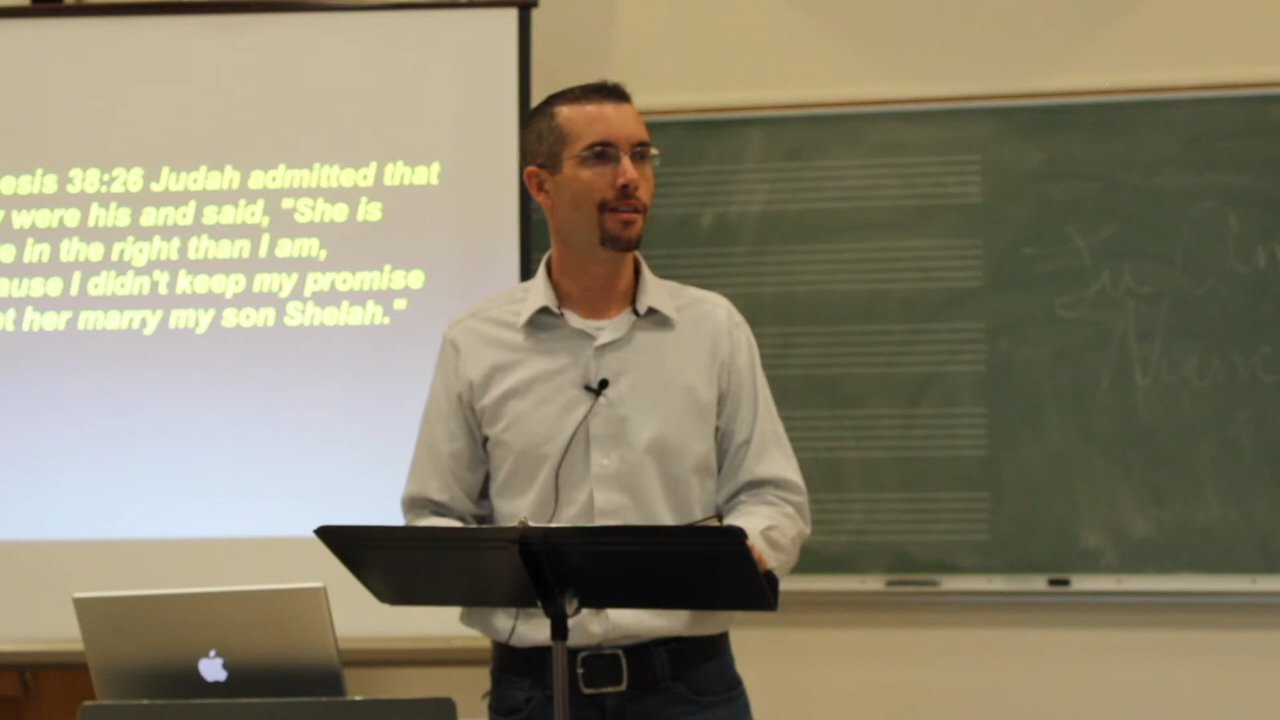 esis 38:26 Judah admitted that
were his and said, "She is
e in the right than I am,
ause I didn't keep my promise
et her marry my son Shelah."